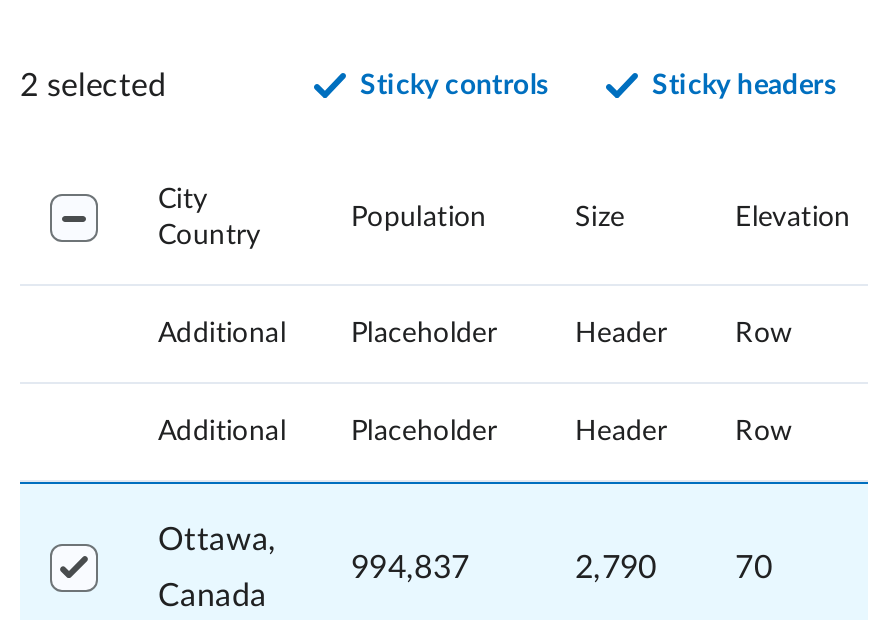 2 selected Sticky controls Sticky headers
City
Country Population Size Elevation
Additional Placeholder Header Row
Additional Placeholder Header Row
Ottawa,
Canada 994,837 2,790 70